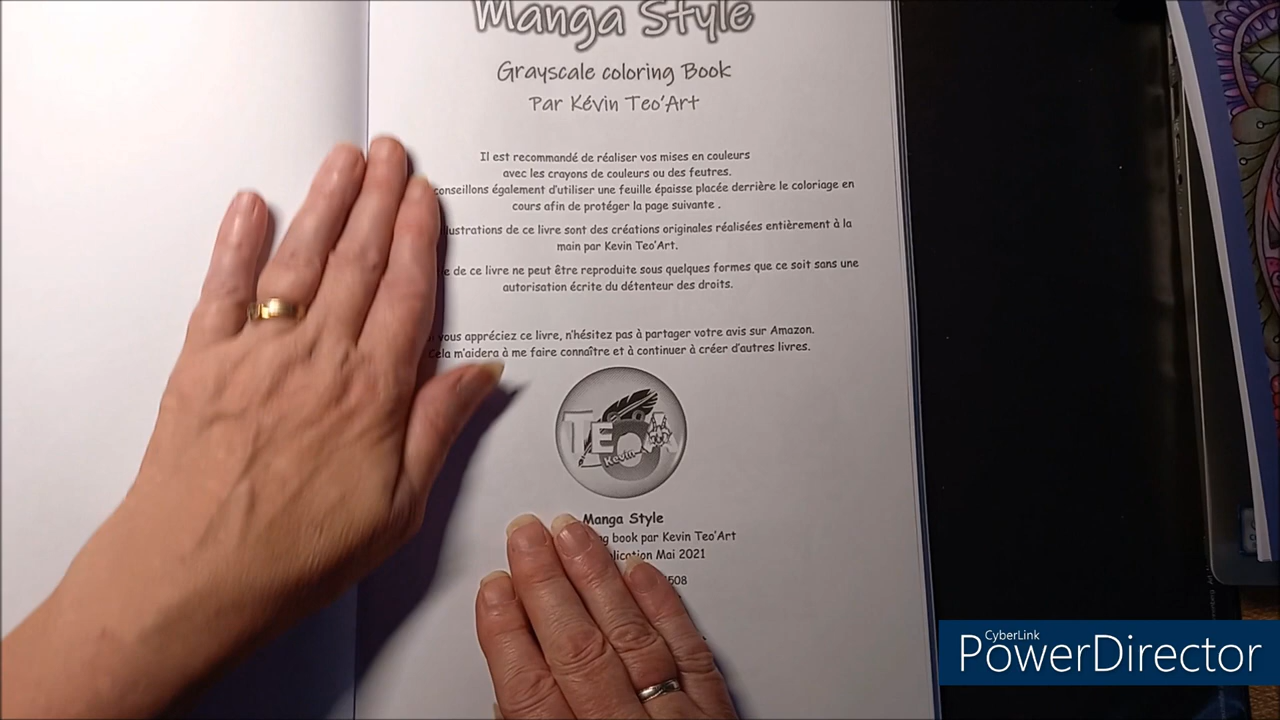 Manga Style
Grayscale coloring Book
Par Kévin Teo'Art
Il est recommandé de réaliser vos mises en couleurs
avec les crayons de couleurs ou des feutres.
conseillons également d'utiliser une feuille épaisse placée derrière le coloriage en
cours afin de protéger la page suivante .
lustrations de ce livre sont des créations originales réalisées entièrement à la
main par Kevin Teo'Art.
de ce livre ne peut être reproduite sous quelques formes que ce soit sans une
autorisation écrite du détenteur des droits.
vous appréciez ce livre, n'hésitez pas à partager votre avis sur Amazon.
Cela m'aidera à me faire connaître et à continuer à créer d'autres livres.
TEOA
Kevin
Manga Style
book par Kevin Teo'Art
lication Mai 2021
508
CyberLink
PowerDirector